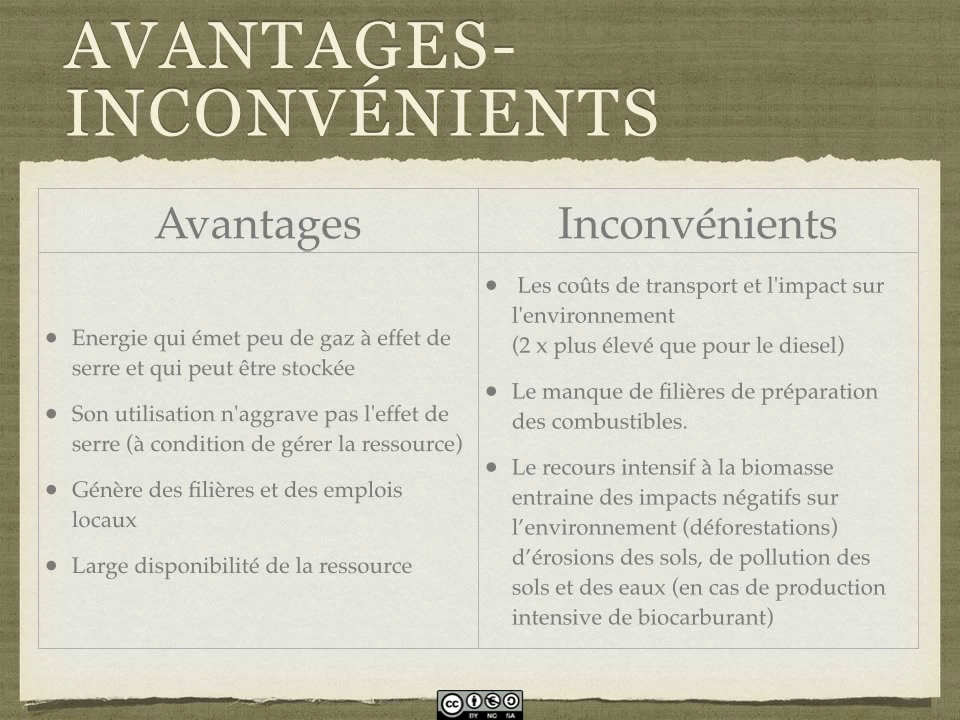 AVANTAGES-
INCONVÉNIENTS
Avantages
Inconvénients
• Energie qui émet peu de gaz à effet de
serre et qui peut être stockée
• Son utilisation n'aggrave pas l'effet de
serre (à condition de gérer la ressource)
• Génère des filières et des emplois
locaux
• Large disponibilité de la ressource
• Les coûts de transport et l'impact sur
l'environnement
(2 x plus élevé que pour le diesel)
• Le manque de filières de préparation
des combustibles.
• Le recours intensif à la biomasse
entraine des impacts négatifs sur
l’environnement (déforestations)
d’érosions des sols, de pollution des
sols et des eaux (en cas de production
intensive de biocarburant)
cc
BY NC SA